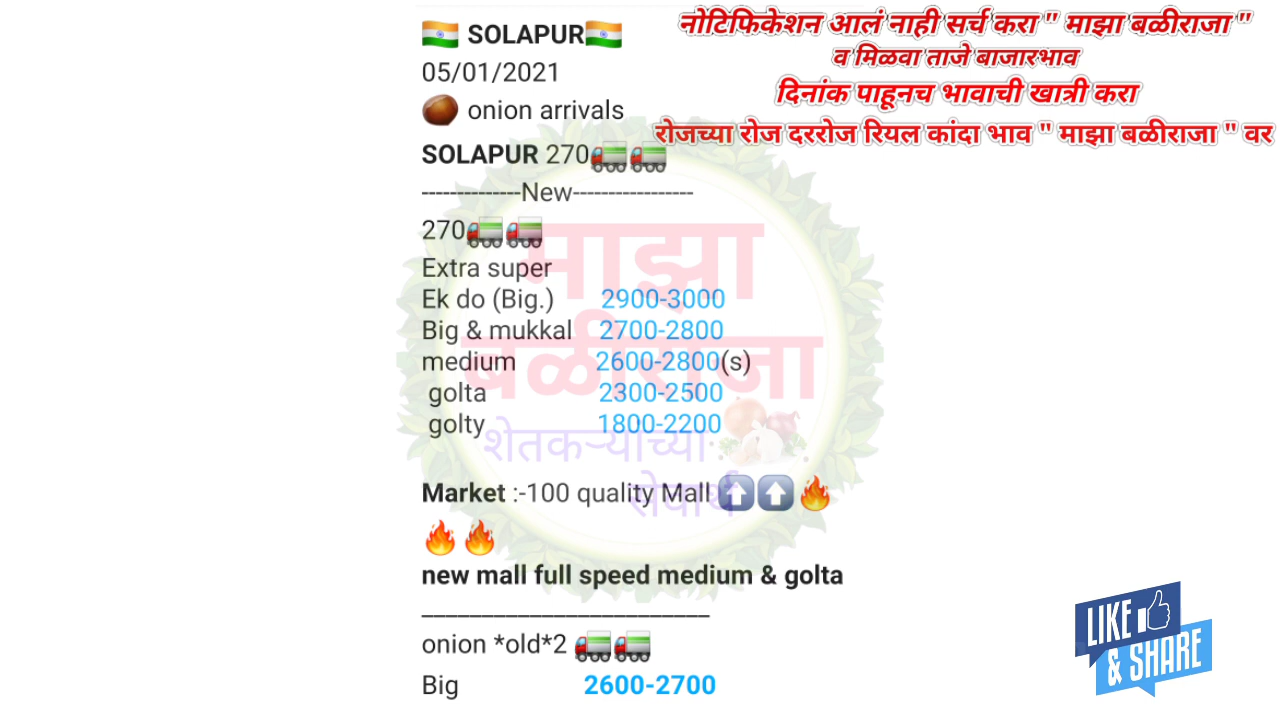 🇮🇳 SOLAPUR🇮🇳
05/01/2021
🌰 onion arrivals
SOLAPUR 270🚛🚛
--------------New-----------------
270🚛🚛
Extra super
Ek do (Big.) 2900-3000
Big & mukkal 2700-2800
medium 2600-2800(s)
golta 2300-2500
golty 1800-2200
Market :-100 quality Mall ⬆️⬆️🔥
🔥🔥
new mall full speed medium & golta
________________________
onion *old*2 🚛🚛
Big 2600-2700
नोटिफिकेशन आलं नाही सर्च करा " माझा बळीराजा "
व मिळवा ताजे बाजारभाव
दिनांक पाहूनच भावाची खात्री करा
रोजच्या रोज दररोज रियल कांदा भाव " माझा बळीराजा " वर
माझा
बळीराजा
शेतकऱ्यांच्या
सेवार्थ
LIKE
& SHARE